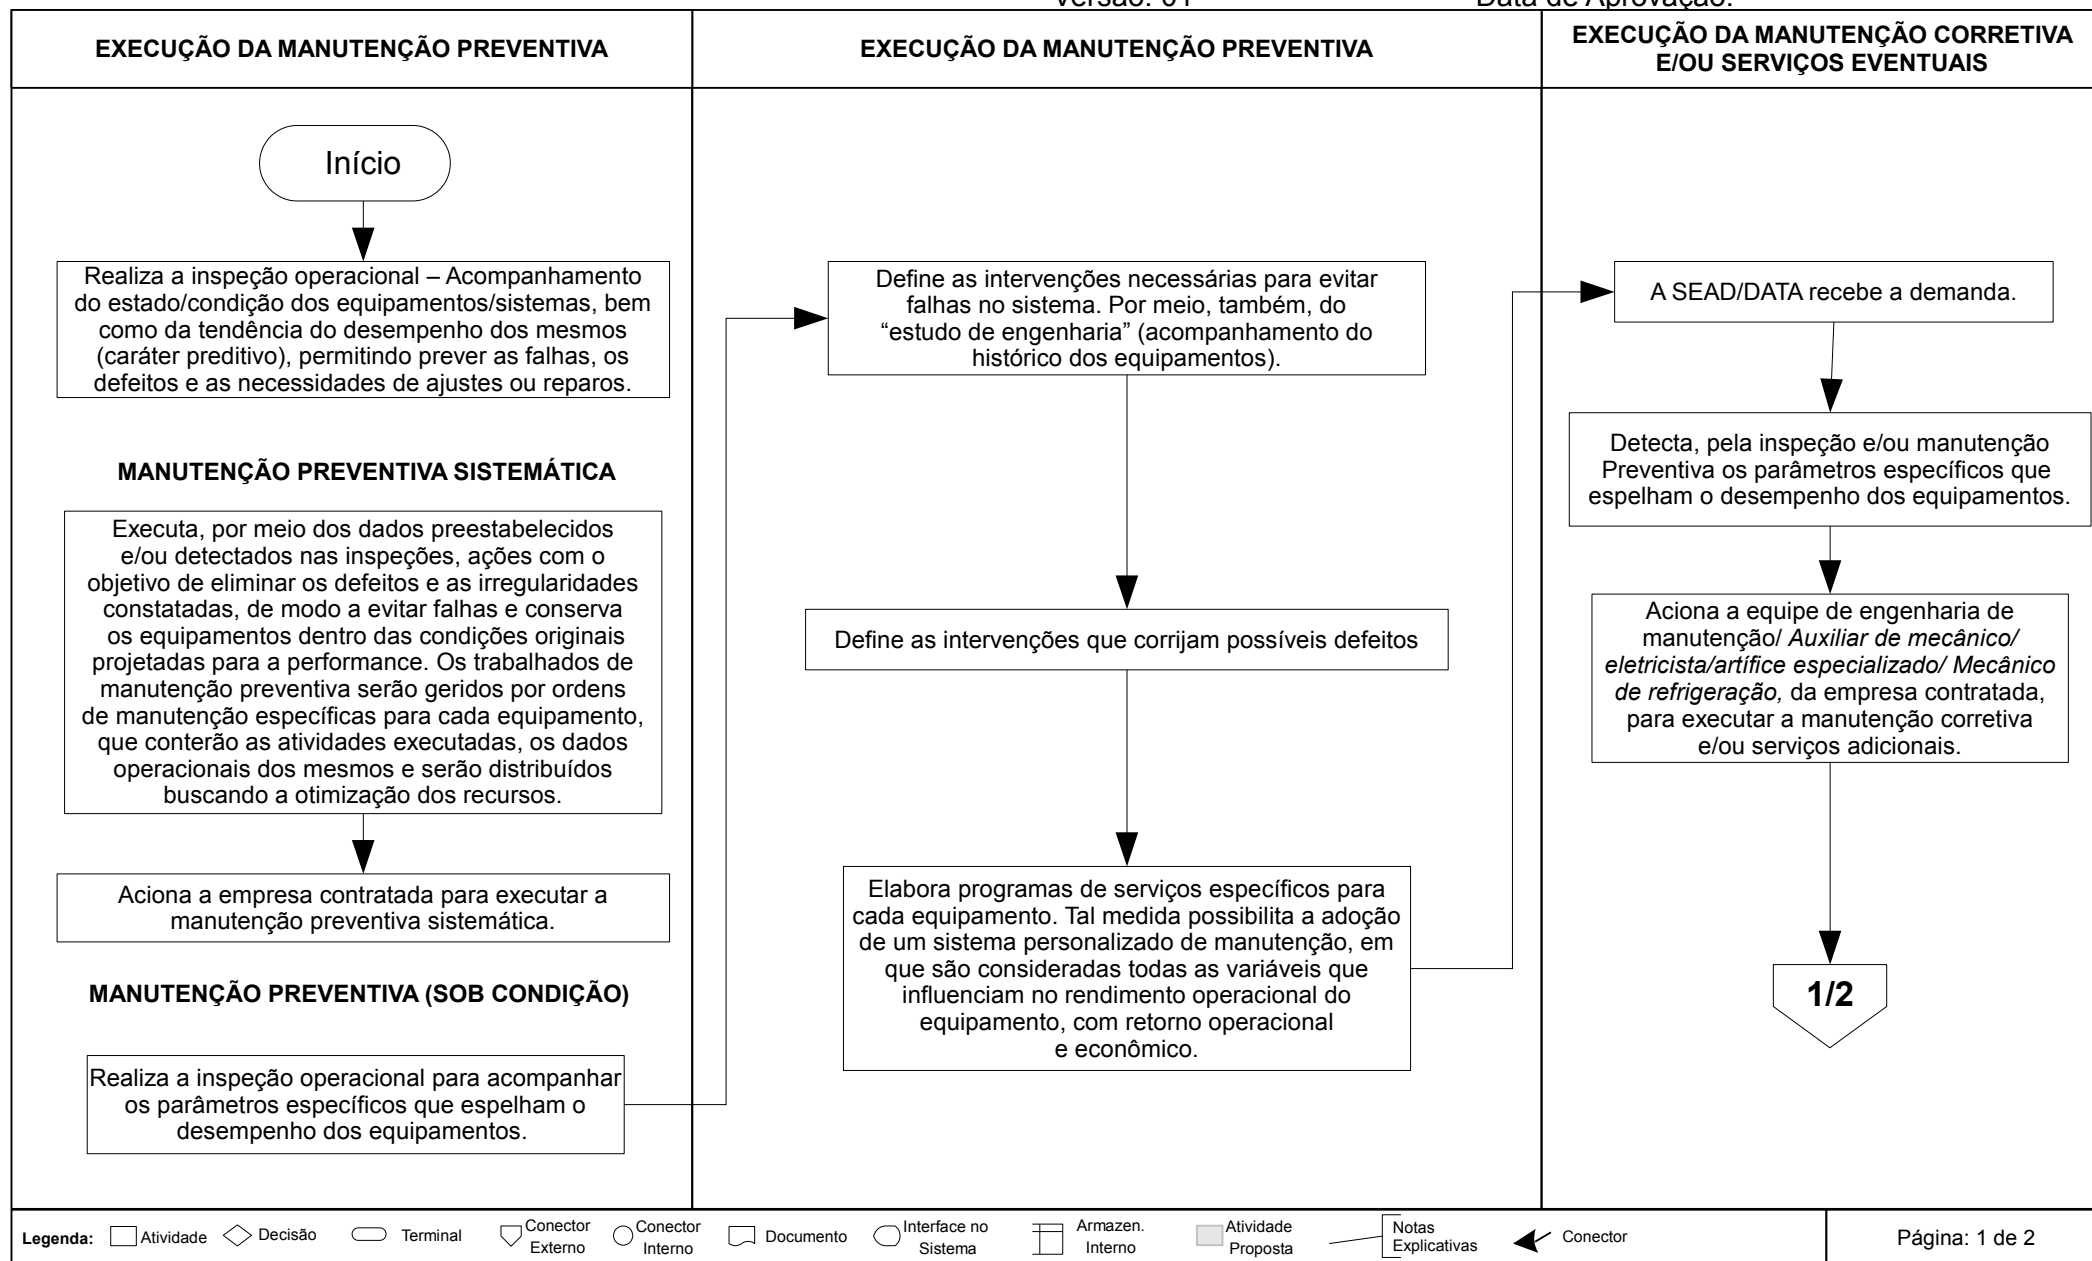 Versão: 01
Data de Aprovação:
EXECUÇÃO DA MANUTENÇÃO PREVENTIVA
EXECUÇÃO DA MANUTENÇÃO PREVENTIVA
EXECUÇÃO DA MANUTENÇÃO CORRETIVA
E/OU SERVIÇOS EVENTUAIS
Início
Realiza a inspeção operacional – Acompanhamento
do estado/condição dos equipamentos/sistemas, bem
como da tendência do desempenho dos mesmos
(caráter preditivo), permitindo prever as falhas, os
defeitos e as necessidades de ajustes ou reparos.
MANUTENÇÃO PREVENTIVA SISTEMÁTICA
Executa, por meio dos dados preestabelecidos
e/ou detectados nas inspeções, ações com o
objetivo de eliminar os defeitos e as irregularidades
constatadas, de modo a evitar falhas e conserva
os equipamentos dentro das condições originais
projetadas para a performance. Os trabalhados de
manutenção preventiva serão geridos por ordens
de manutenção específicas para cada equipamento,
que conterão as atividades executadas, os dados
operacionais dos mesmos e serão distribuídos
buscando a otimização dos recursos.
Aciona a empresa contratada para executar a
manutenção preventiva sistemática.
MANUTENÇÃO PREVENTIVA (SOB CONDIÇÃO)
Realiza a inspeção operacional para acompanhar
os parâmetros específicos que espelham o
desempenho dos equipamentos.
Define as intervenções necessárias para evitar
falhas no sistema. Por meio, também, do
“estudo de engenharia” (acompanhamento do
histórico dos equipamentos).
Define as intervenções que corrijam possíveis defeitos
Elabora programas de serviços específicos para
cada equipamento. Tal medida possibilita a adoção
de um sistema personalizado de manutenção, em
que são consideradas todas as variáveis que
influenciam no rendimento operacional do
equipamento, com retorno operacional
e econômico.
A SEAD/DATA recebe a demanda.
Detecta, pela inspeção e/ou manutenção
Preventiva os parâmetros específicos que
espelham o desempenho dos equipamentos.
Aciona a equipe de engenharia de
manutenção/ Auxiliar de mecânico/
eletricista/artífice especializado/ Mecânico
de refrigeração, da empresa contratada,
para executar a manutenção corretiva
e/ou serviços adicionais.
1/2
Legenda:
Atividade
Decisão
Terminal
Conector
Externo
Conector
Interno
Documento
Interface no
Sistema
Armazen.
Interno
Atividade
Proposta
Notas
Explicativas
Conector
Página: 1 de 2